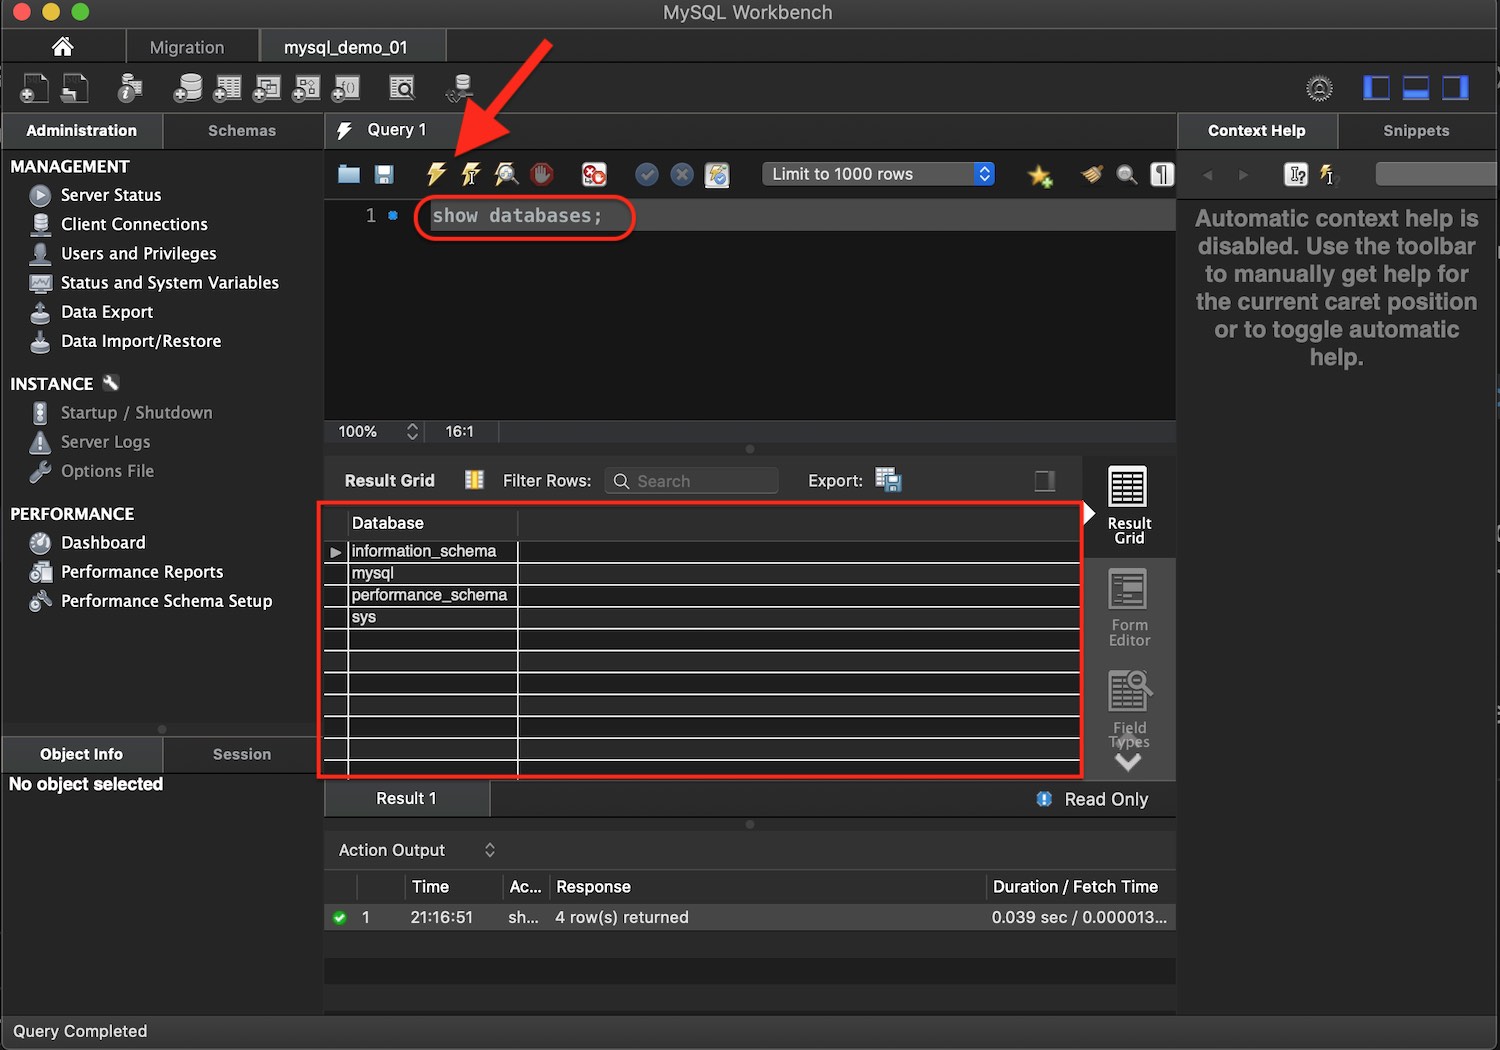 MySQL Workbench
Migration
mysql_demo_01
Administration
Schemas
MANAGEMENT
Server Status
Client Connections
Users and Privileges
Status and System Variables
Data Export
Data Import/Restore
INSTANCE
Startup / Shutdown
Server Logs
Options File
PERFORMANCE
Dashboard
Performance Reports
Performance Schema Setup
Object Info
Session
No object selected
Query 1
Limit to 1000 rows
1
show databases;
100%
16:1
Result Grid
Filter Rows:
Search
Export:
Database
information_schema
mysql
performance_schema
sys
Result
Grid
Form
Editor
Field
Types
Result 1
Read Only
Action Output
Time
Ac...
Response
Duration / Fetch Time
1
21:16:51
sh...
4 row(s) returned
0.039 sec / 0.000013...
Context Help
Snippets
Automatic context help is
disabled. Use the toolbar
to manually get help for
the current caret position
or to toggle automatic
help.
Query Completed